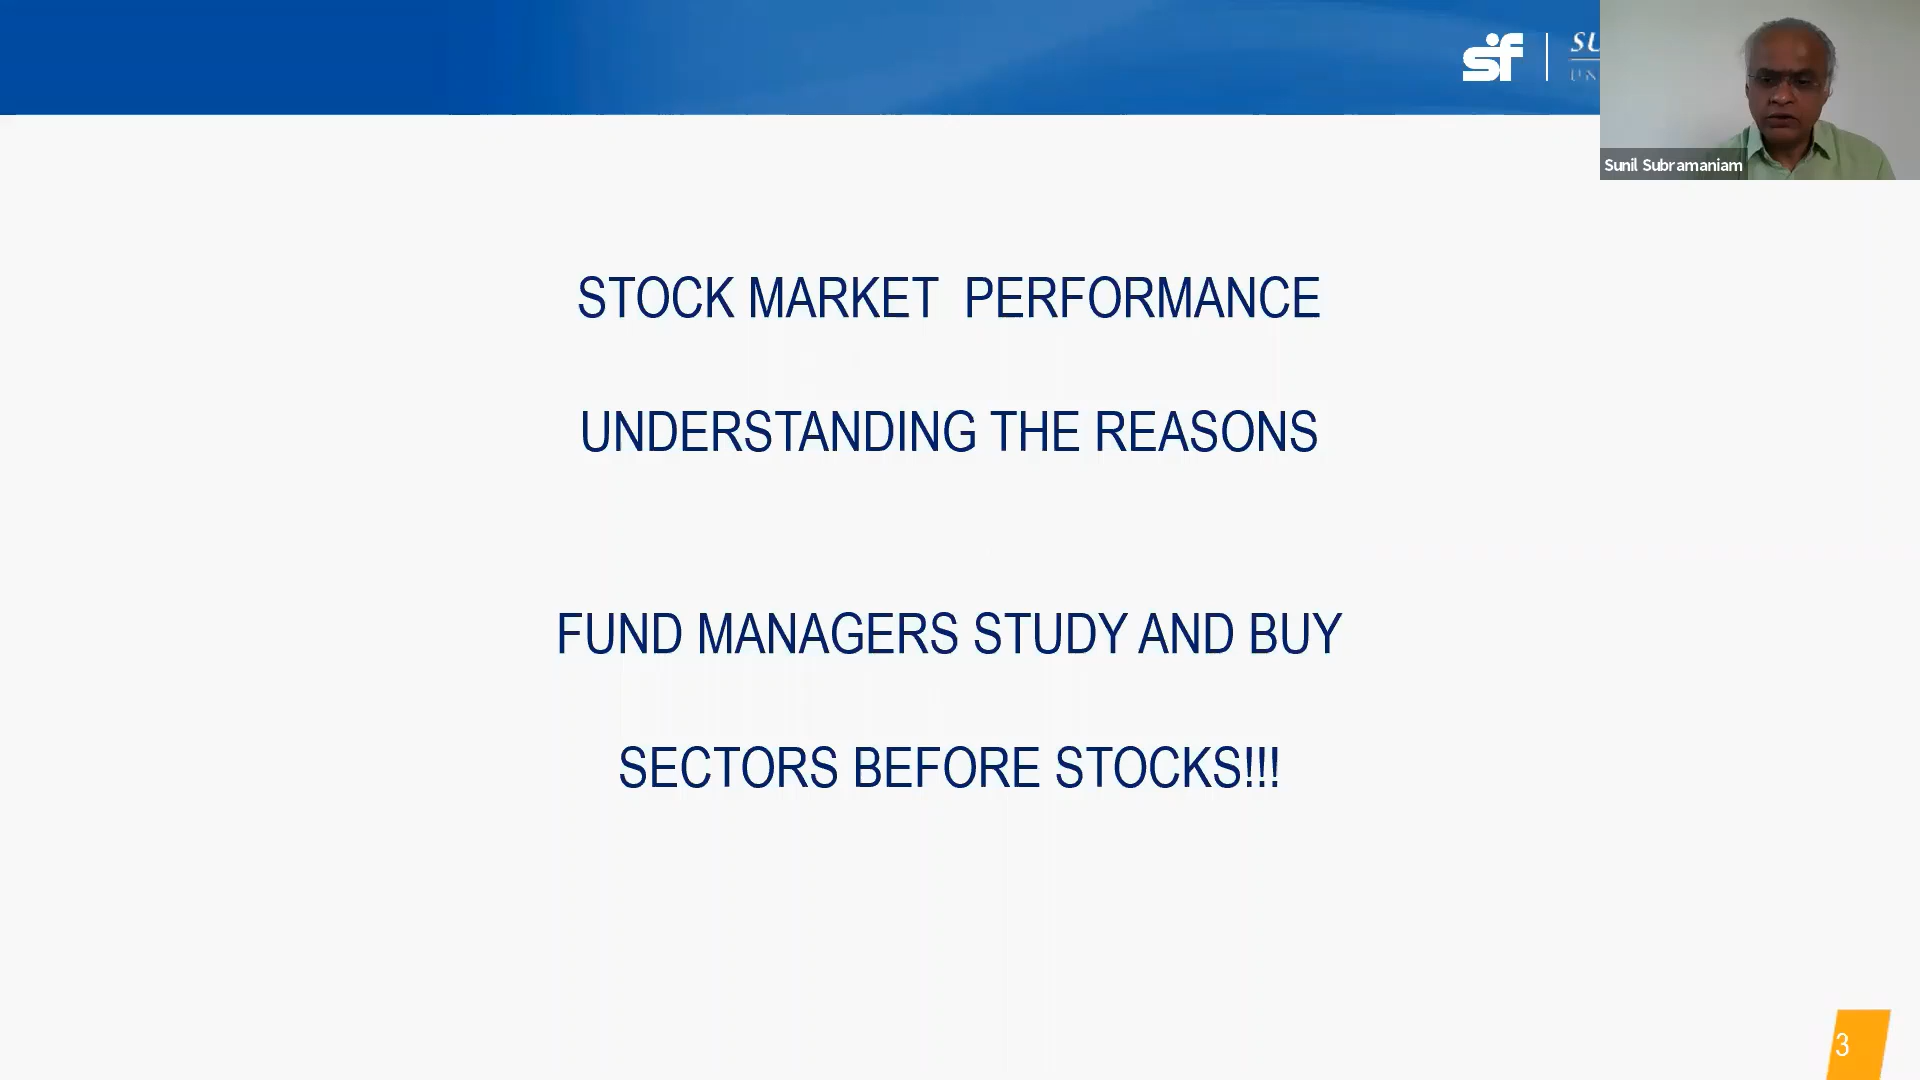 sf
Sunil Subramaniam
STOCK MARKET  PERFORMANCE
UNDERSTANDING THE REASONS
FUND MANAGERS STUDY AND BUY
SECTORS BEFORE STOCKS!!!
3